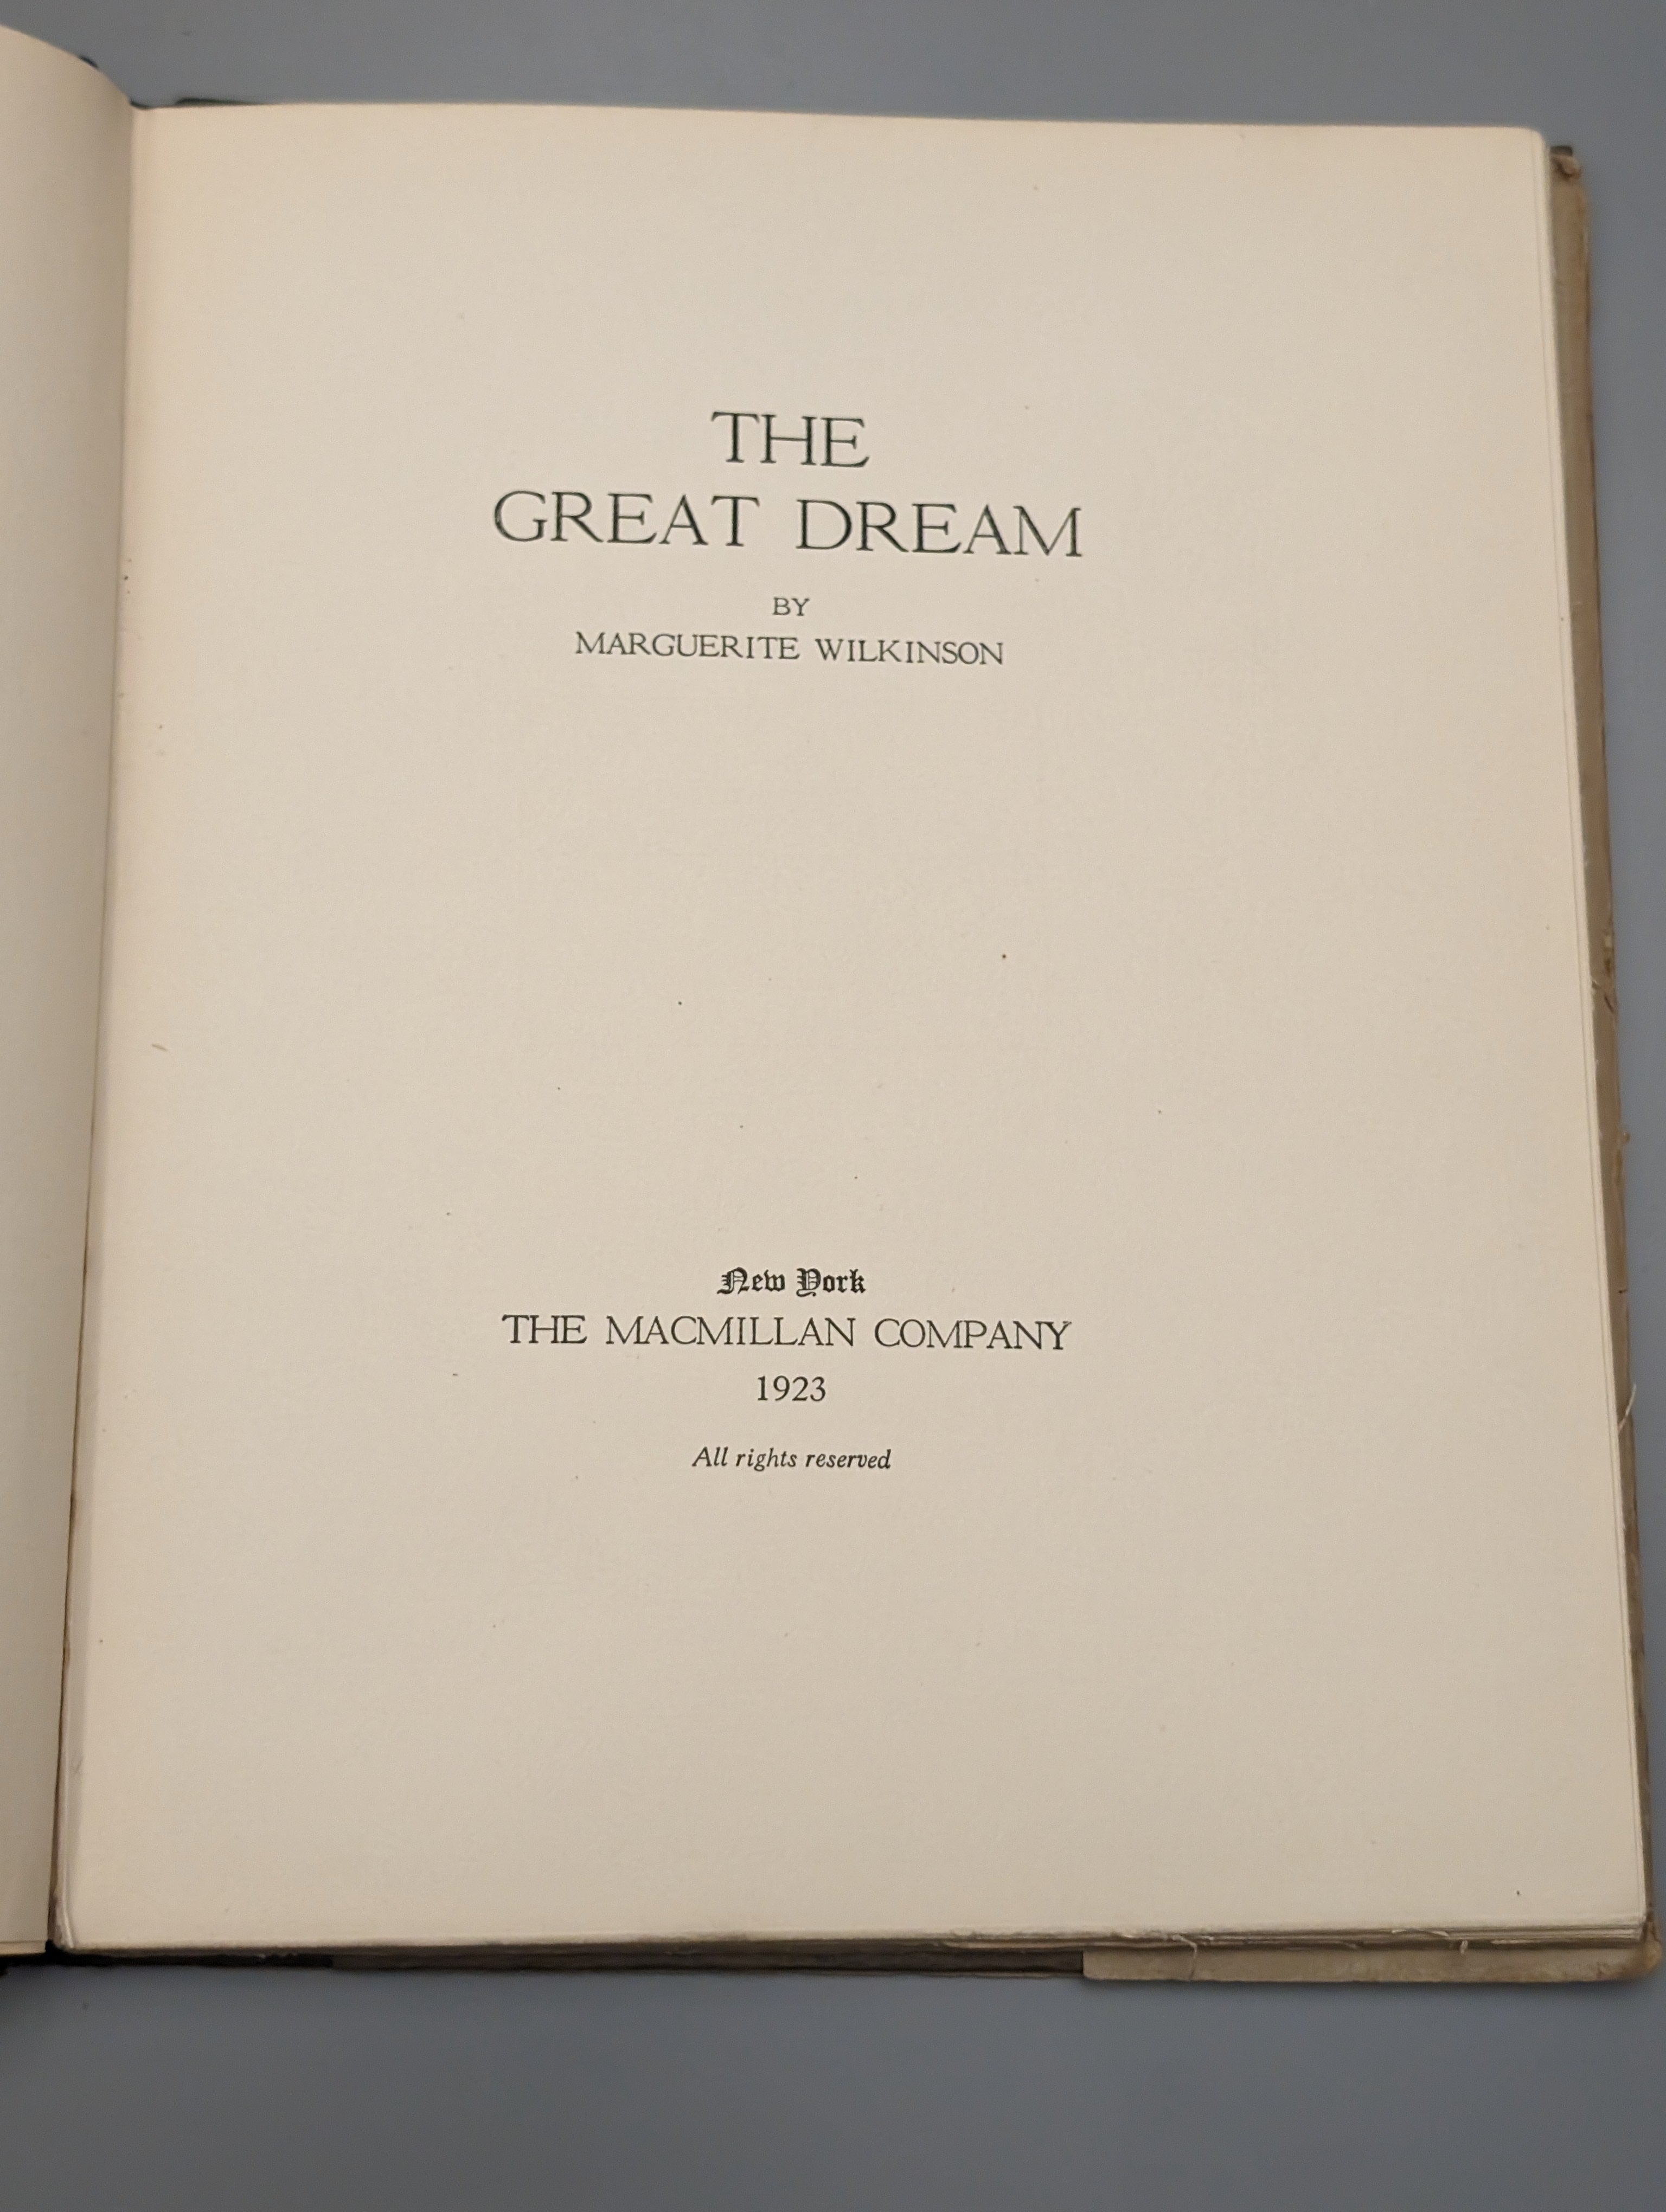 THE
GREAT DREAM
BY
MARGUERITE WILKINSON
New York
THE MACMILLAN COMPANY
1923
All rights reserved